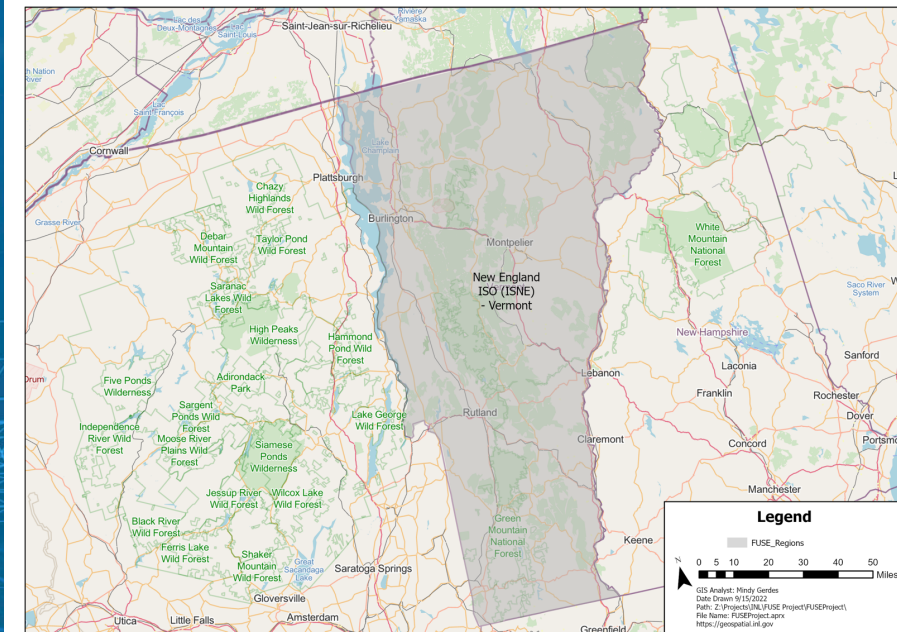 Lac des
Deux-Montagnes
Lac
Saint-Louis
Saint-Jean-sur-Richelieu
Rivière
Yamaska
th Nation
River
Lac
Saint-François
Cornwall
Lake
Champlain
Plattsburgh
Chazy
Highlands
Wild Forest
Grasse River
Burlington
Debar
Mountain
Wild Forest
Taylor Pond
Wild Forest
Montpelier
White
Mountain
National
Forest
New England
ISO (ISNE)
- Vermont
Saranac
Lakes Wild
Forest
Saco River
System
High Peaks
Wilderness
Hammond
Pond Wild
Forest
New Hampshire
Sanford
Laconia
Drum
Five Ponds
Wilderness
Adirondack
Park
Lebanon
Franklin
Rochester
Sargent
Ponds Wild
Forest
Lake George
Wild Forest
Rutland
Dover
Independence
River Wild
Forest
Moose River
Plains Wild
Forest
Siamese
Ponds
Wilderness
Claremont
Concord
Portsmo
Jessup River
Wild Forest
Wilcox Lake
Wild Forest
Manchester
Black River
Wild Forest
Green
Mountain
National
Forest
Keene
Ferris Lake
Wild Forest
Shaker
Mountain
Wild Forest
Great
Sacandaga
Lake
Saratoga Springs
Gloversville
Utica
Little Falls
Amsterdam
Greenfield
Legend
FUSE_Regions
N
0 5 10 20 30 40 50
Miles
GIS Analyst: Mindy Gerdes
Date Drawn 9/15/2022
Path: Z:\Projects\INL\FUSE Project\FUSEProject\
File Name: FUSEProject.aprx
https://geospatial.inl.gov